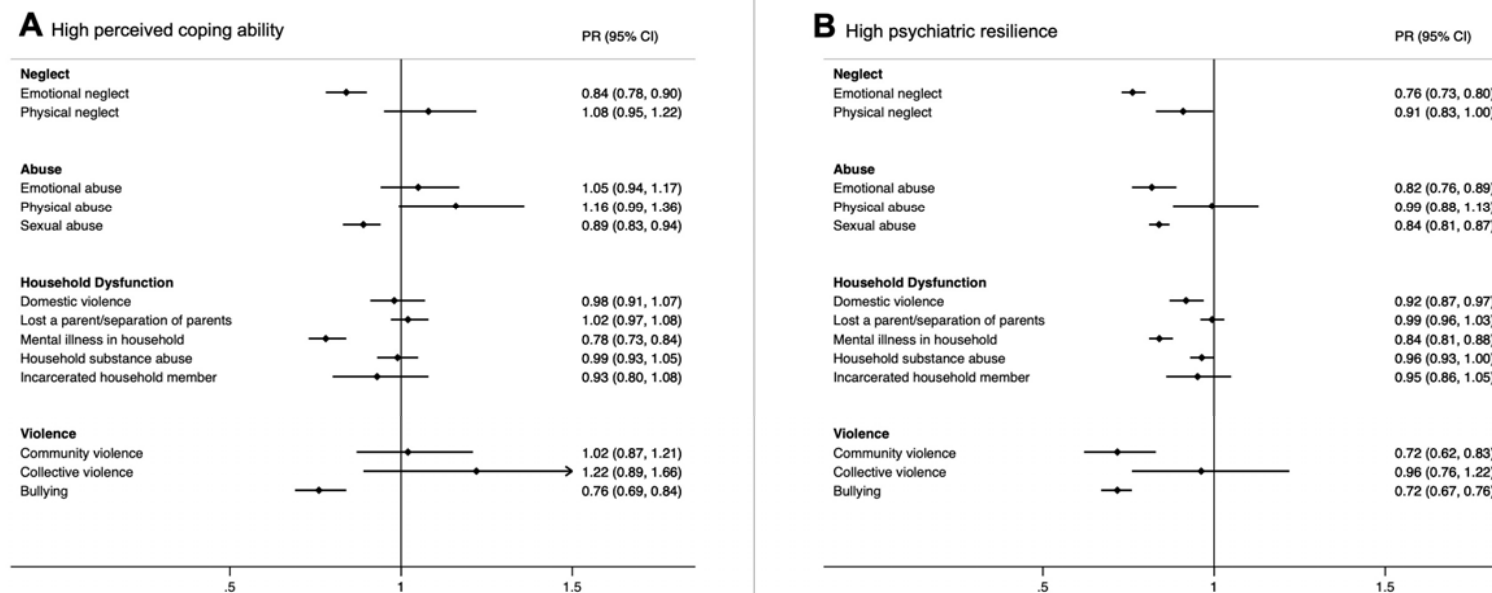 A High perceived coping ability PR (95% CI)
Neglect
Emotional neglect 0.84 (0.78, 0.90)
Physical neglect 1.08 (0.95, 1.22)
Abuse
Emotional abuse 1.05 (0.94, 1.17)
Physical abuse 1.16 (0.99, 1.36)
Sexual abuse 0.89 (0.83, 0.94)
Household Dysfunction
Domestic violence 0.98 (0.91, 1.07)
Lost a parent/separation of parents 1.02 (0.97, 1.08)
Mental illness in household 0.78 (0.73, 0.84)
Household substance abuse 0.99 (0.93, 1.05)
Incarcerated household member 0.93 (0.80, 1.08)
Violence
Community violence 1.02 (0.87, 1.21)
Collective violence 1.22 (0.89, 1.66)
Bullying 0.76 (0.69, 0.84)
.5 1 1.5
B High psychiatric resilience PR (95% CI)
Neglect
Emotional neglect 0.76 (0.73, 0.80)
Physical neglect 0.91 (0.83, 1.00)
Abuse
Emotional abuse 0.82 (0.76, 0.89)
Physical abuse 0.99 (0.88, 1.13)
Sexual abuse 0.84 (0.81, 0.87)
Household Dysfunction
Domestic violence 0.92 (0.87, 0.97)
Lost a parent/separation of parents 0.99 (0.96, 1.03)
Mental illness in household 0.84 (0.81, 0.88)
Household substance abuse 0.96 (0.93, 1.00)
Incarcerated household member 0.95 (0.86, 1.05)
Violence
Community violence 0.72 (0.62, 0.83)
Collective violence 0.96 (0.76, 1.22)
Bullying 0.72 (0.67, 0.76)
.5 1 1.5